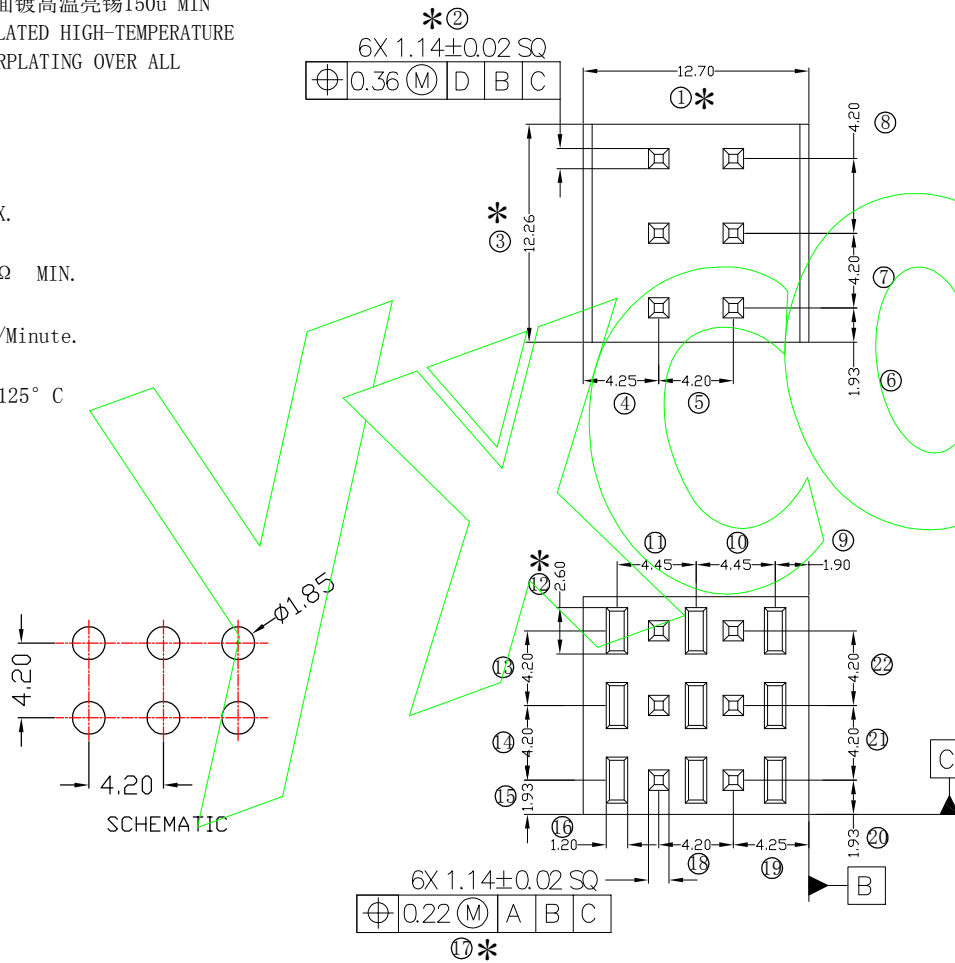 面镀高温亮锡150u MIN
LATED HIGH-TEMPERATURE
RPLATING OVER ALL
X.
Ω MIN.
/Minute.
125° C
*②
6X 1.14±0.02 SQ
⌖ 0.36 Ⓜ D B C
12.70
①*
4.20 ⑧
*
③
12.26
4.20 ⑦
1.93 ⑥
4.25 4.20
④ ⑤
yycO
⑪ ⑩ ⑨
4.45 4.45 1.90
*
⑫ 2.60
⑬ 4.20
4.20 ㉒
⑭ 4.20
4.20 ㉑
⑮ 1.93
1.93 ⑳
⑯
1.20 4.20 4.25
⑱ ⑲
C
B
6X 1.14±0.02 SQ
⌖ 0.22 Ⓜ A B C
⑰*
Ø1.85
4.20
4.20
SCHEMATIC